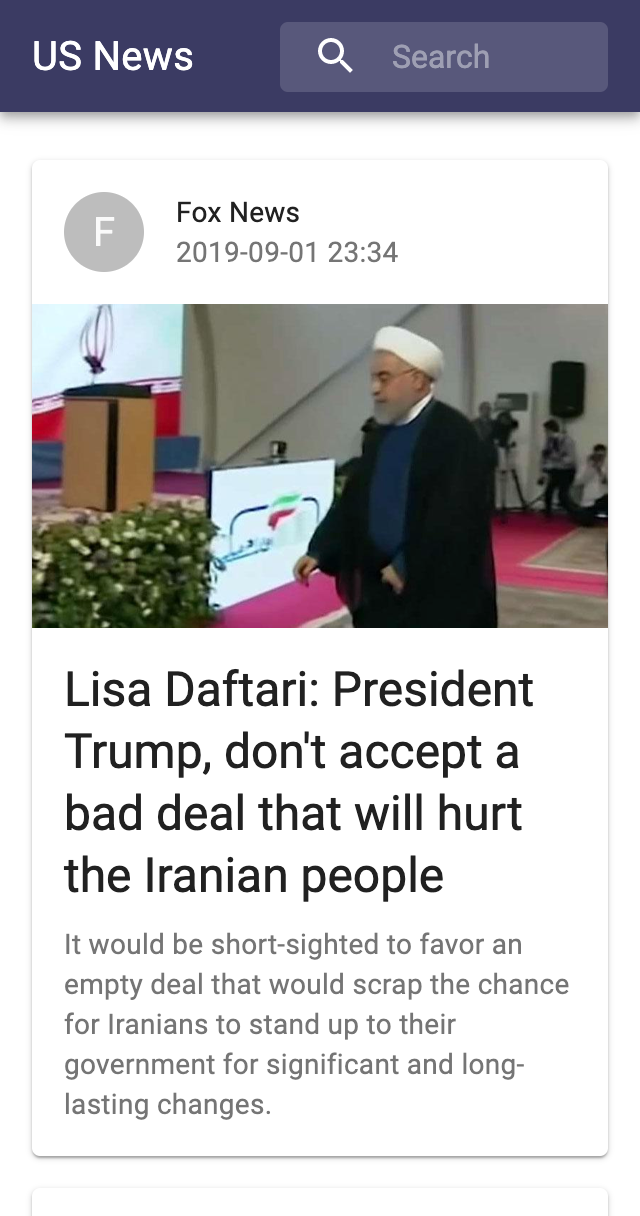 US News
Search
F
Fox News
2019-09-01 23:34
Lisa Daftari: President
Trump, don't accept a
bad deal that will hurt
the Iranian people
It would be short-sighted to favor an
empty deal that would scrap the chance
for Iranians to stand up to their
government for significant and long-
lasting changes.